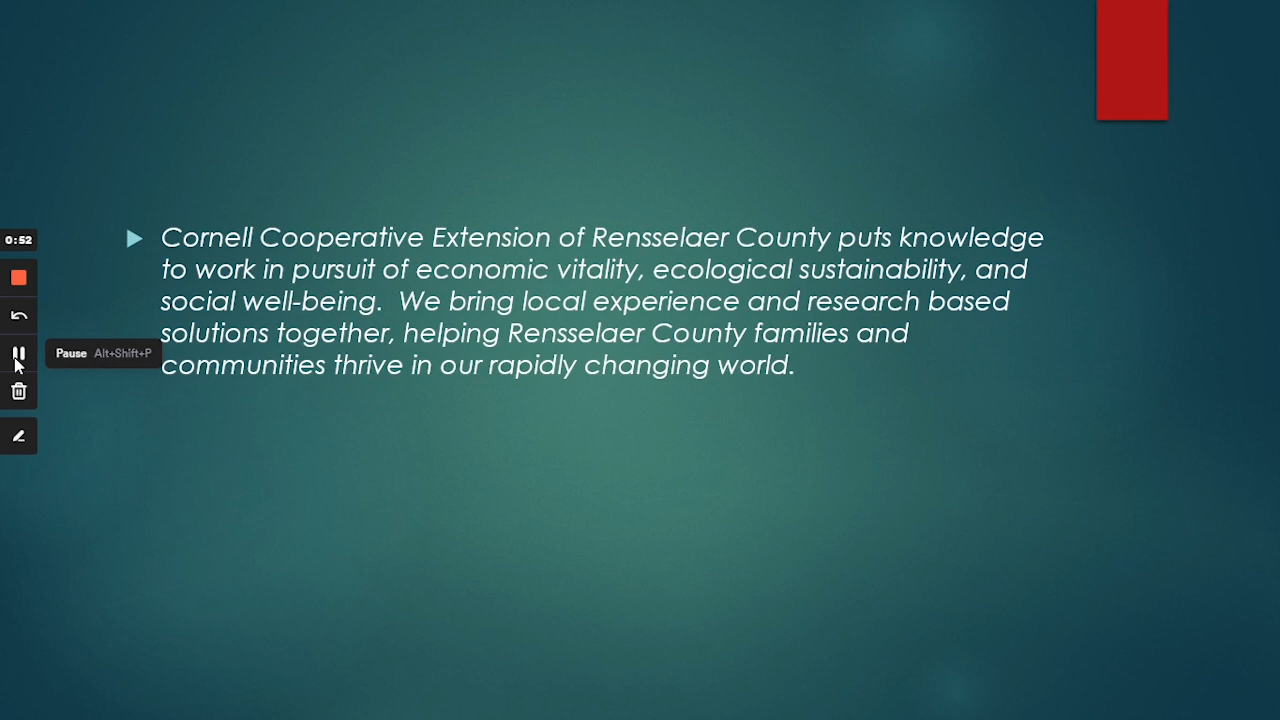 Cornell Cooperative Extension of Rensselaer County puts knowledge
to work in pursuit of economic vitality, ecological sustainability, and
social well-being.  We bring local experience and research based
solutions together, helping Rensselaer County families and
communities thrive in our rapidly changing world.
0:52
Pause Alt+Shift+P